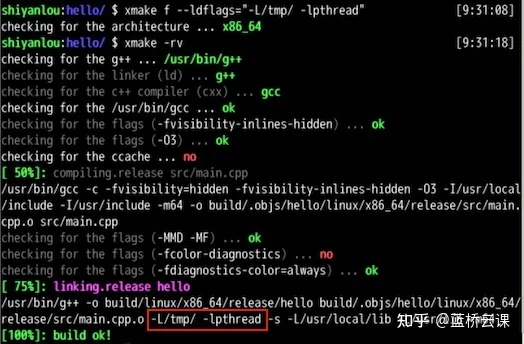 shiyanlou:hello/ $ xmake f --ldflags="-L/tmp/ -lpthread" [9:31:08]
checking for the architecture ... x86_64
shiyanlou:hello/ $ xmake -rv [9:31:18]
checking for the g++ ... /usr/bin/g++
checking for the linker (ld) ... g++
checking for the c++ compiler (cxx) ... gcc
checking for the /usr/bin/gcc ... ok
checking for the flags (-fvisibility-inlines-hidden) ... ok
checking for the flags (-O3) ... ok
checking for the ccache ... no
[ 50%]: compiling.release src/main.cpp
/usr/bin/gcc -c -fvisibility=hidden -fvisibility-inlines-hidden -O3 -I/usr/local
/include -I/usr/include -m64 -o build/.objs/hello/linux/x86_64/release/src/main.
cpp.o src/main.cpp
checking for the flags (-MMD -MF) ... ok
checking for the flags (-fcolor-diagnostics) ... no
checking for the flags (-fdiagnostics-color=always) ... ok
[ 75%]: linking.release hello
/usr/bin/g++ -o build/linux/x86_64/release/hello build/.objs/hello/linux/x86_64/
release/src/main.cpp.o -L/tmp/ -lpthread -s -L/usr/local/lib
[100%]: build ok!
知乎 @蓝桥云课